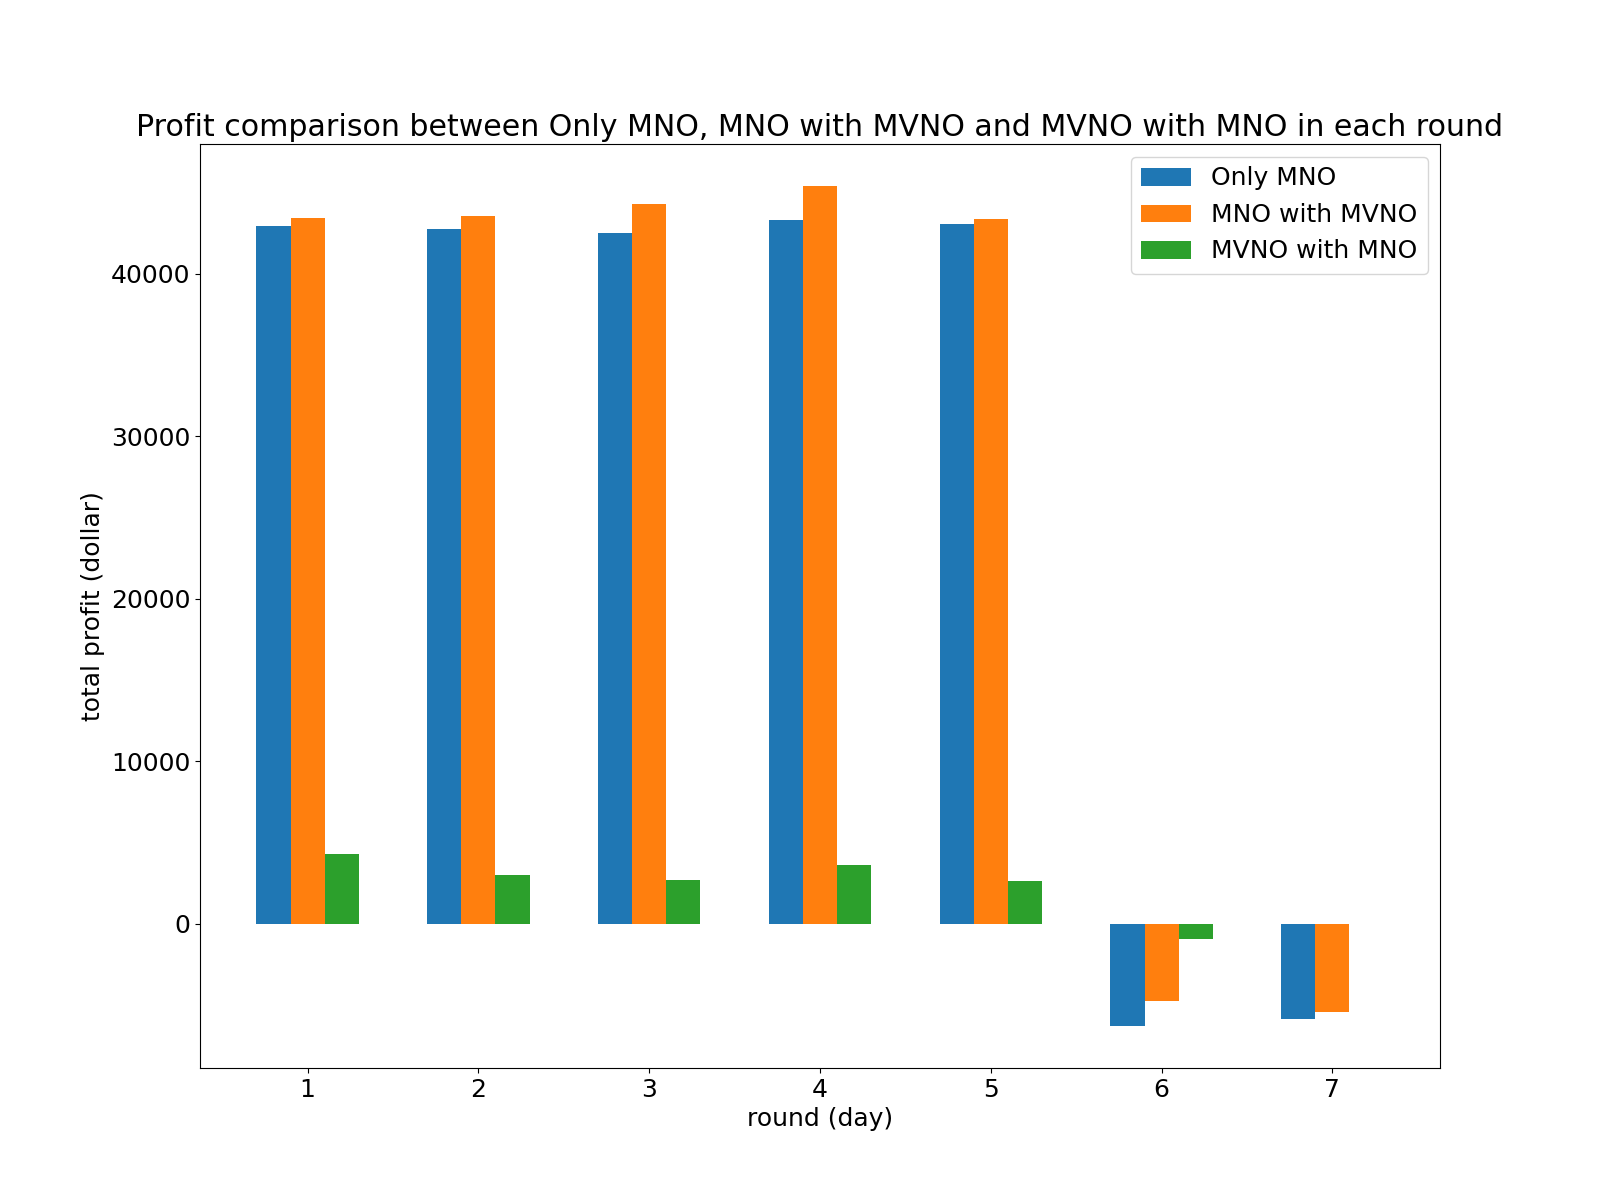 Profit comparison between Only MNO, MNO with MVNO and MVNO with MNO in each round
Only MNO
MNO with MVNO
MVNO with MNO
40000
30000
20000
10000
0
total profit (dollar)
1 2 3 4 5 6 7
round (day)